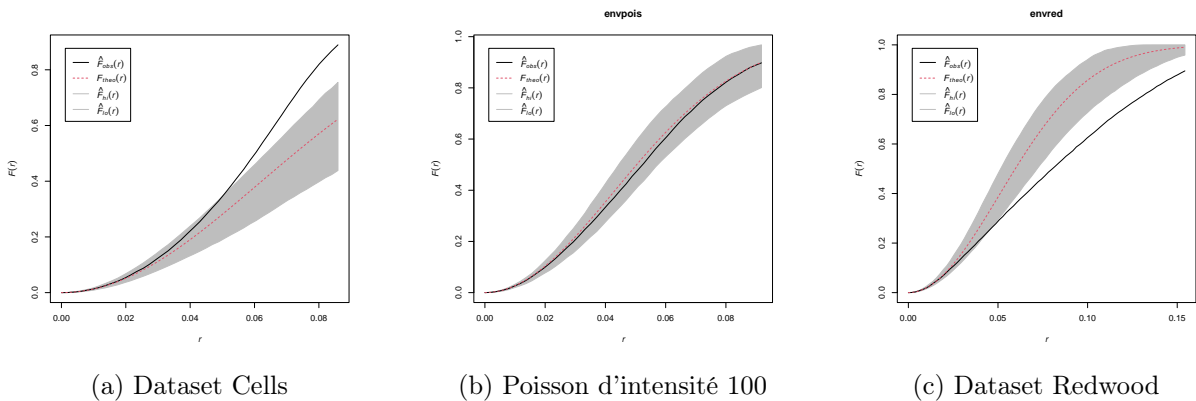 F̂obs(r)
Ftheo(r)
F̂hi(r)
F̂lo(r)
F(r)
0.0 0.2 0.4 0.6 0.8
0.00 0.02 0.04 0.06 0.08
r
(a) Dataset Cells
envpois
F̂obs(r)
Ftheo(r)
F̂hi(r)
F̂lo(r)
F(r)
0.0 0.2 0.4 0.6 0.8 1.0
0.00 0.02 0.04 0.06 0.08
r
(b) Poisson d'intensité 100
envred
F̂obs(r)
Ftheo(r)
F̂hi(r)
F̂lo(r)
F(r)
0.0 0.2 0.4 0.6 0.8 1.0
0.00 0.05 0.10 0.15
r
(c) Dataset Redwood